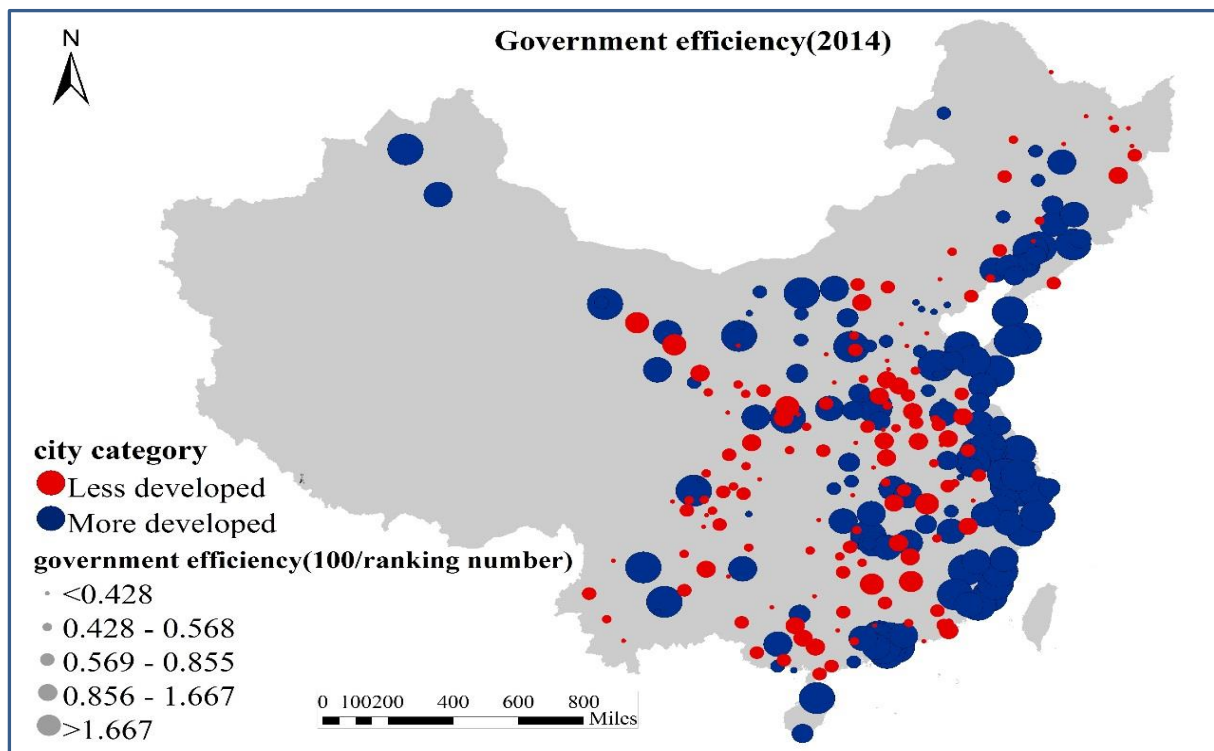 Government efficiency(2014)
N
city category
Less developed
More developed
government efficiency(100/ranking number)
<0.428
0.428 - 0.568
0.569 - 0.855
0.856 - 1.667
>1.667
0 100200 400 600 800
Miles